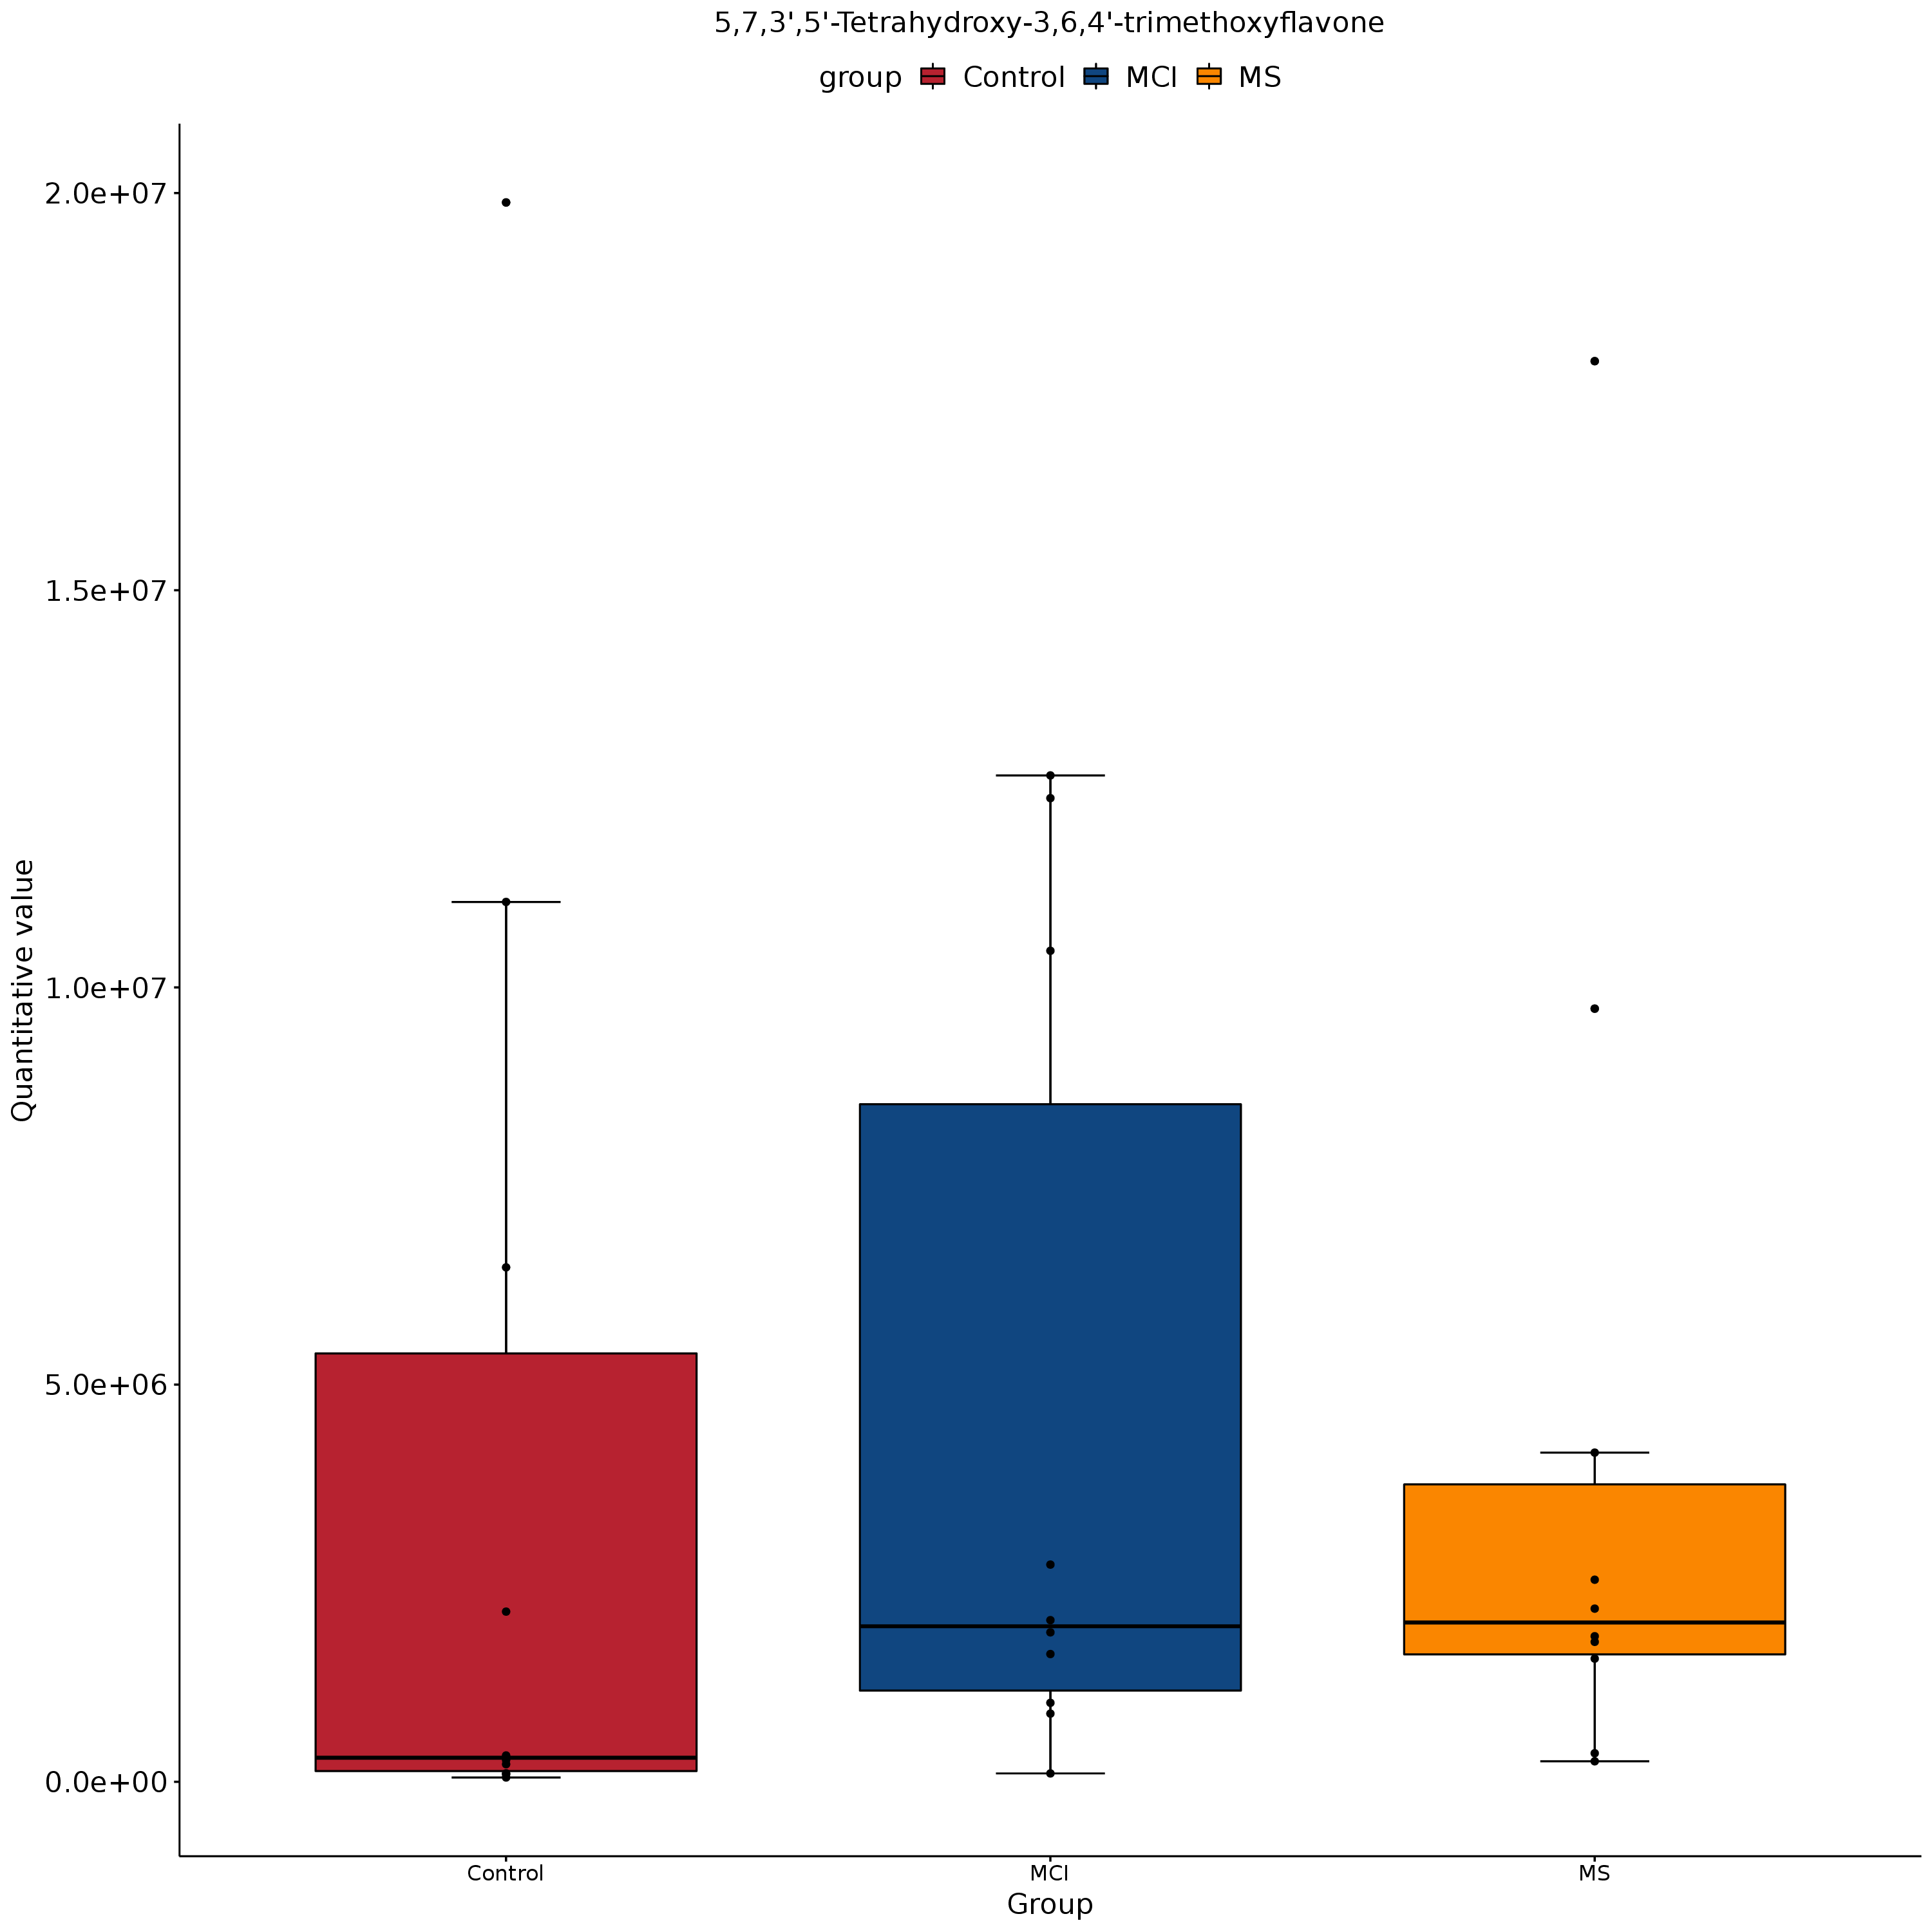 5,7,3',5'-Tetrahydroxy-3,6,4'-trimethoxyflavone
group Control MCI MS
2.0e+07
1.5e+07
1.0e+07
5.0e+06
0.0e+00
Quantitative value
Control MCI MS
Group